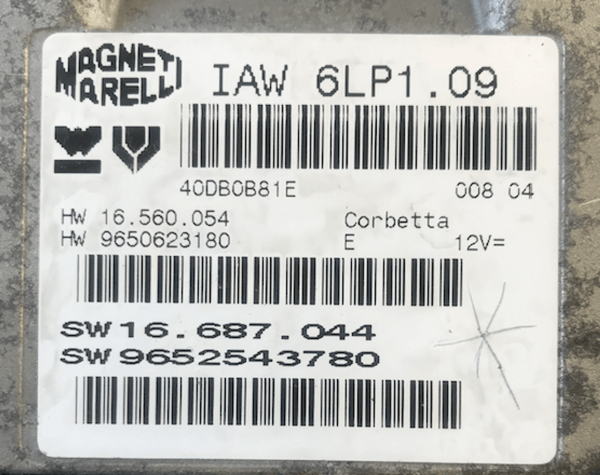 MAGNETI MARELLI IAW 6LP1.09
40DB0B81E 008 04
HW 16.560.054 Corbetta
HW 9650623180 E 12V=
SW 16.687.044
SW 9652543780